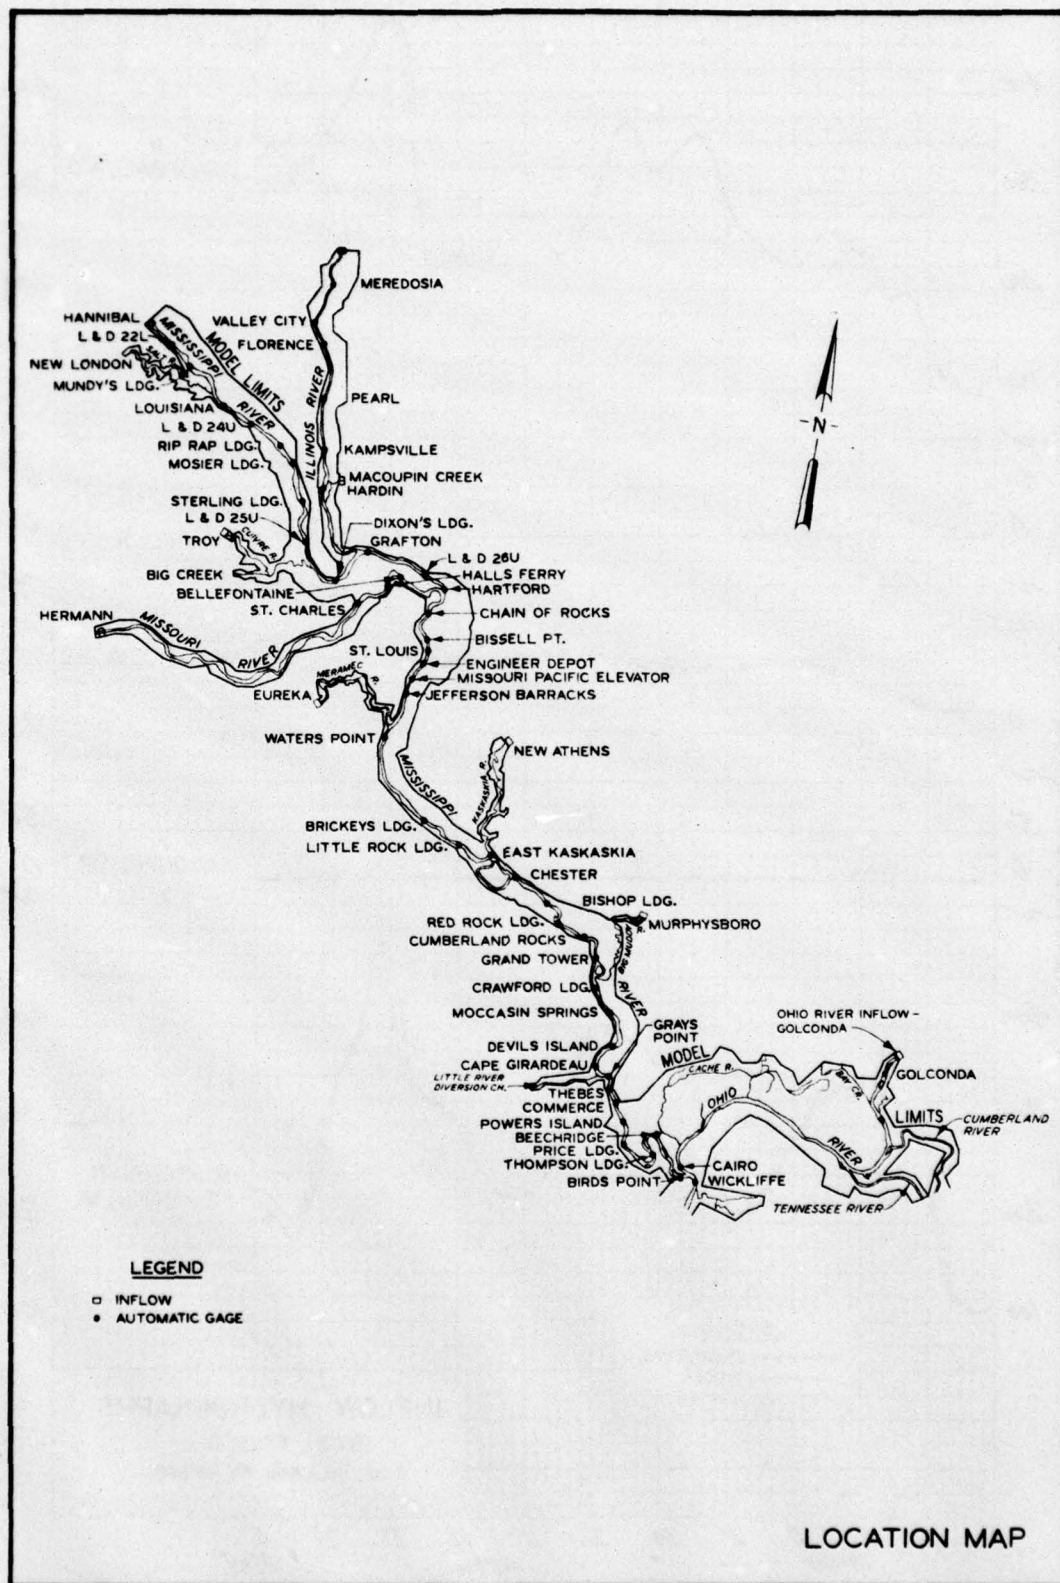 MEREDOSIA
HANNIBAL
VALLEY CITY
L & D 22L
MISSISSIPPI
RIVER
MODEL LIMITS
FLORENCE
SALT R.
NEW LONDON
MUNDY'S LDG.
ILLINOIS RIVER
PEARL
LOUISIANA
L & D 24U
RIP RAP LDG.
KAMPSVILLE
MOSIER LDG.
MACOUPIN CREEK
HARDIN
STERLING LDG.
L & D 25U
DIXON'S LDG.
TROY
CUIVRE R.
GRAFTON
L & D 26U
BIG CREEK
HALLS FERRY
BELLEFONTAINE
HARTFORD
ST. CHARLES
HERMANN
MISSOURI
RIVER
CHAIN OF ROCKS
BISSELL PT.
ST. LOUIS
ENGINEER DEPOT
MERAMEC
R.
MISSOURI PACIFIC ELEVATOR
EUREKA
JEFFERSON BARRACKS
WATERS POINT
NEW ATHENS
MISSISSIPPI
KASKASKIA R.
BRICKEYS LDG.
LITTLE ROCK LDG.
EAST KASKASKIA
CHESTER
BISHOP LDG.
RED ROCK LDG.
MURPHYSBORO
CUMBERLAND ROCKS
BIG MUDDY R.
GRAND TOWER
CRAWFORD LDG.
RIVER
MOCCASIN SPRINGS
OHIO RIVER INFLOW -
GOLCONDA
GRAYS
POINT
DEVILS ISLAND
MODEL
CAPE GIRARDEAU
CACHE R.
BAY CR.
GOLCONDA
LITTLE RIVER
DIVERSION CH.
THEBES
COMMERCE
OHIO
LIMITS
CUMBERLAND
RIVER
POWERS ISLAND
BEECHRIDGE
PRICE LDG.
RIVER
THOMPSON LDG.
CAIRO
BIRDS POINT
WICKLIFFE
TENNESSEE RIVER
-N-
LEGEND
INFLOW
AUTOMATIC GAGE
LOCATION MAP